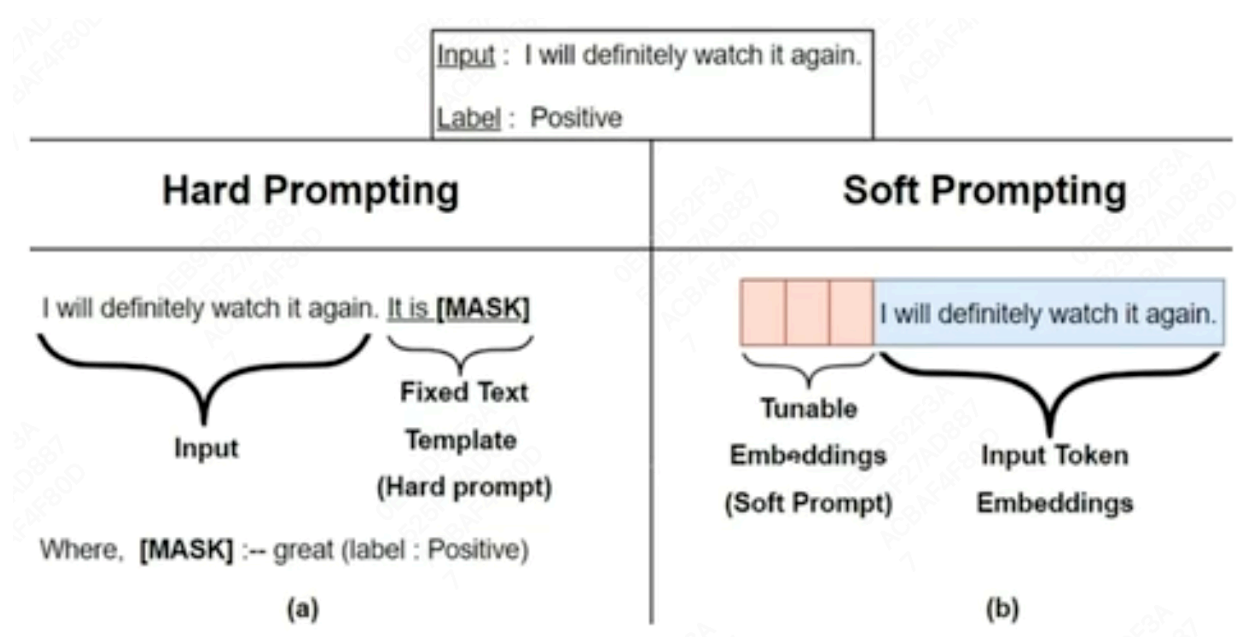 Input : I will definitely watch it again.
Label : Positive
Hard Prompting
Soft Prompting
I will definitely watch it again. It is [MASK]
Input
Fixed Text
Template
(Hard prompt)
Where, [MASK] :-- great (label : Positive)
(a)
I will definitely watch it again.
Tunable
Embeddings
(Soft Prompt)
Input Token
Embeddings
(b)